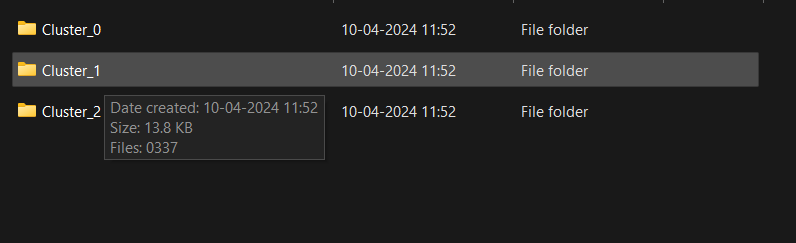 Cluster_0 10-04-2024 11:52 File folder
Cluster_1 10-04-2024 11:52 File folder
Cluster_2 10-04-2024 11:52 File folder
Date created: 10-04-2024 11:52
Size: 13.8 KB
Files: 0337